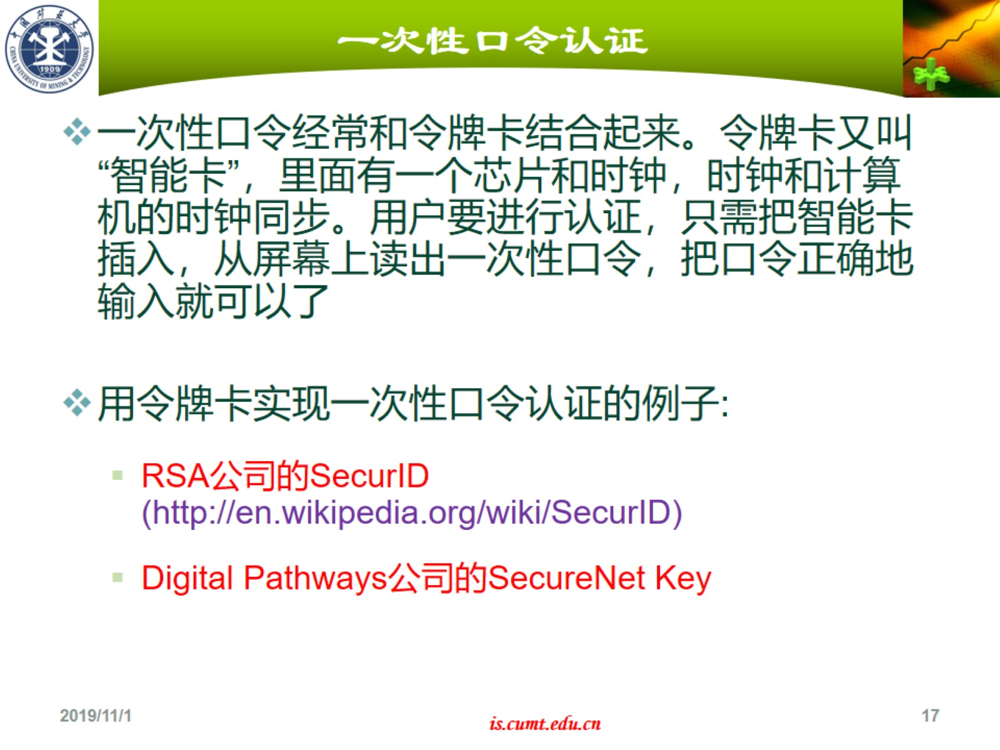 中国矿业大学
CHINA UNIVERSITY OF MINING & TECHNOLOGY
1909
一次性口令认证
一次性口令经常和令牌卡结合起来。令牌卡又叫
“智能卡”，里面有一个芯片和时钟，时钟和计算
机的时钟同步。用户要进行认证，只需把智能卡
插入，从屏幕上读出一次性口令，把口令正确地
输入就可以了
用令牌卡实现一次性口令认证的例子:
RSA公司的SecurID
(http://en.wikipedia.org/wiki/SecurID)
Digital Pathways公司的SecureNet Key
2019/11/1
is.cumt.edu.cn
17